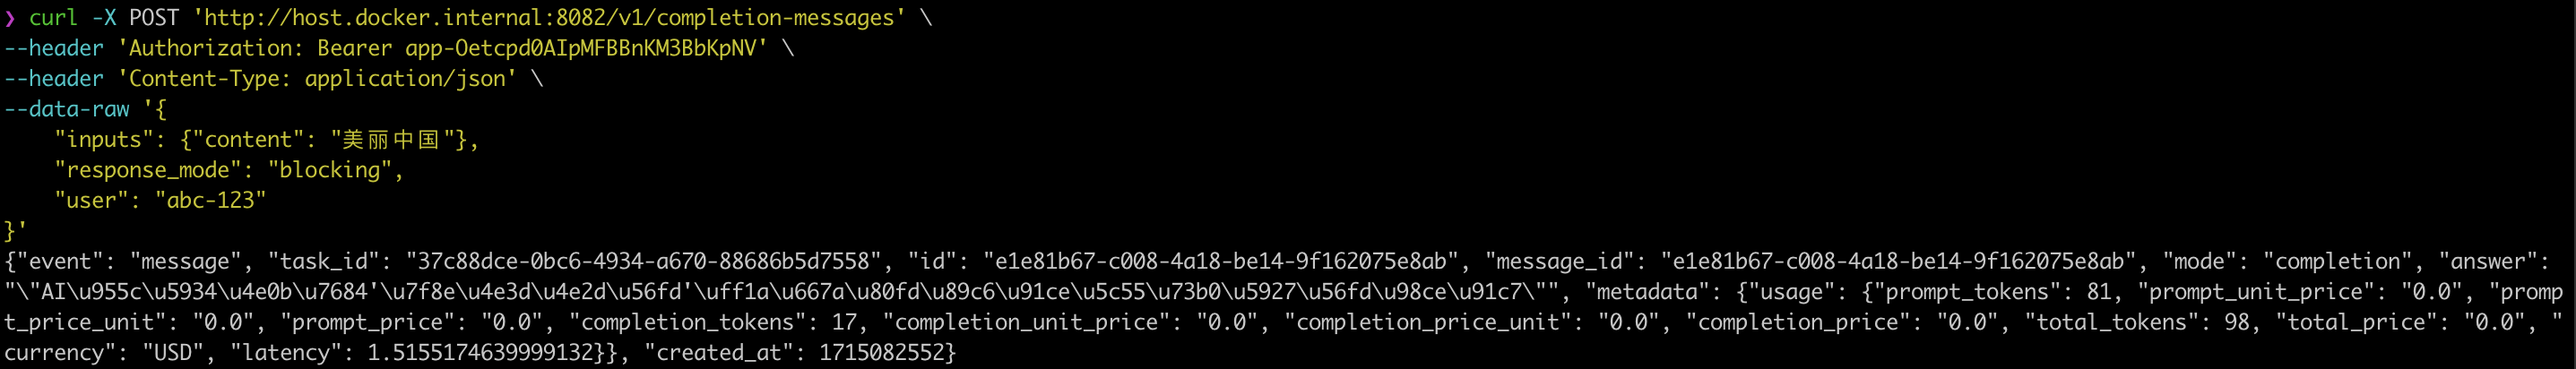 ❯ curl -X POST 'http://host.docker.internal:8082/v1/completion-messages' \
--header 'Authorization: Bearer app-Oetcpd0AIpMFBBnKM3BbKpNV' \
--header 'Content-Type: application/json' \
--data-raw '{
    "inputs": {"content": "美丽中国"},
    "response_mode": "blocking",
    "user": "abc-123"
}'
{"event": "message", "task_id": "37c88dce-0bc6-4934-a670-88686b5d7558", "id": "e1e81b67-c008-4a18-be14-9f162075e8ab", "message_id": "e1e81b67-c008-4a18-be14-9f162075e8ab", "mode": "completion", "answer":
"\"AI\u955c\u5934\u4e0b\u7684'\u7f8e\u4e3d\u4e2d\u56fd'\uff1a\u667a\u80fd\u89c6\u91ce\u5c55\u73b0\u5927\u56fd\u98ce\u91c7\"", "metadata": {"usage": {"prompt_tokens": 81, "prompt_unit_price": "0.0", "promp
t_price_unit": "0.0", "prompt_price": "0.0", "completion_tokens": 17, "completion_unit_price": "0.0", "completion_price_unit": "0.0", "completion_price": "0.0", "total_tokens": 98, "total_price": "0.0", "
currency": "USD", "latency": 1.5155174639999132}}, "created_at": 1715082552}